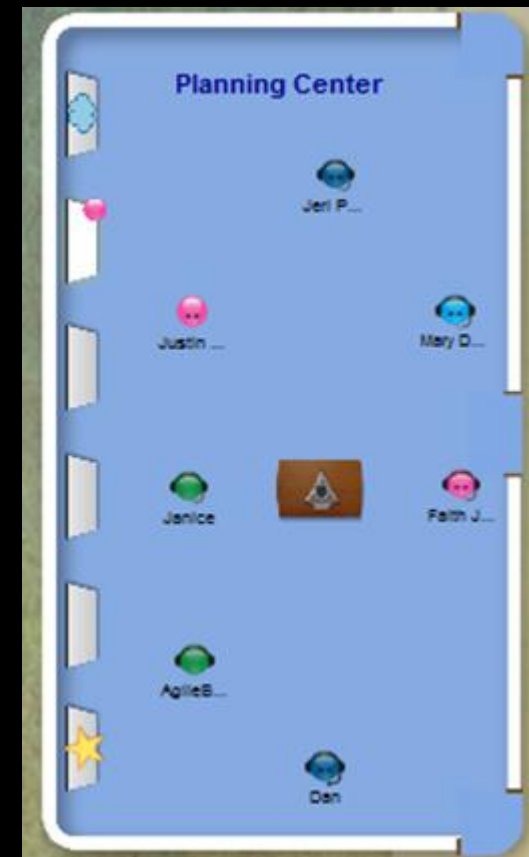 Planning Center
Jeri P...
Justin ...
Mary D...
Janice
Faith J...
AgileB...
Dan